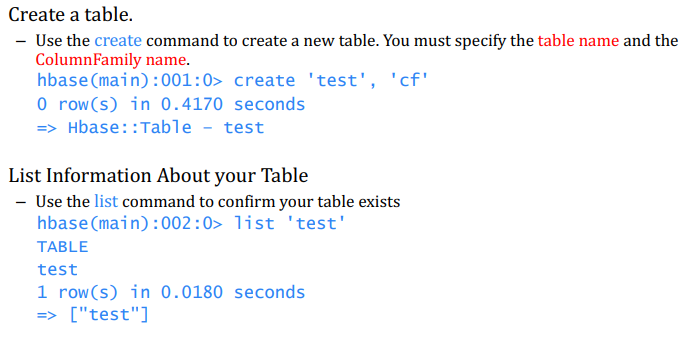 Create a table.
– Use the create command to create a new table. You must specify the table name and the
ColumnFamily name.
hbase(main):001:0> create 'test', 'cf'
0 row(s) in 0.4170 seconds
=> Hbase::Table – test
List Information About your Table
– Use the list command to confirm your table exists
hbase(main):002:0> list 'test'
TABLE
test
1 row(s) in 0.0180 seconds
=> ["test"]